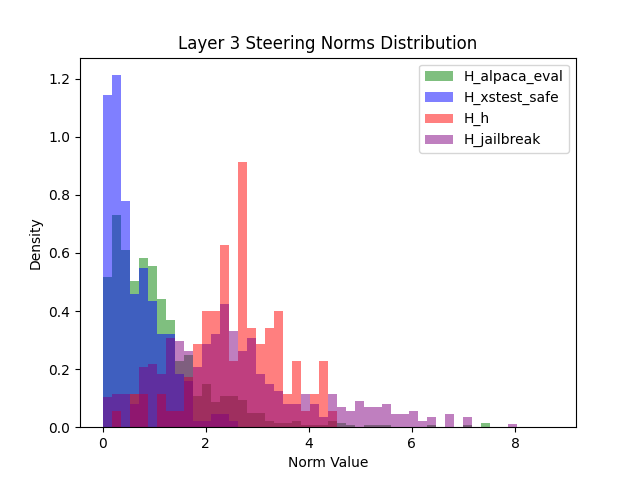 Layer 3 Steering Norms Distribution
H_alpaca_eval
H_xstest_safe
H_h
H_jailbreak
1.2
1.0
0.8
0.6
0.4
0.2
0.0
Density
0 2 4 6 8
Norm Value